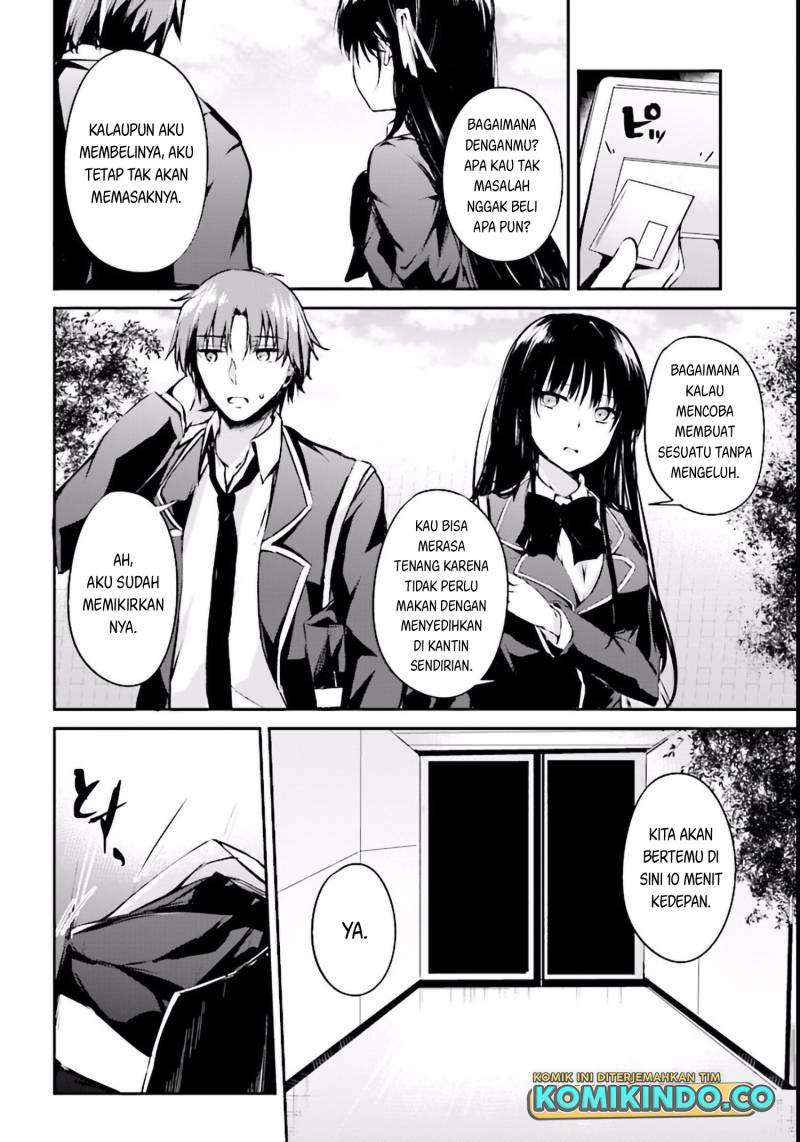 ピッ
BAGAIMANA
DENGANMU?
APA KAU TAK
MASALAH
NGGAK BELI
APA PUN?
KALAUPUN AKU
MEMBELINYA, AKU
TETAP TAK AKAN
MEMASAKNYA.
BAGAIMANA
KALAU
MENCOBA
MEMBUAT
SESUATU TANPA
MENGELUH.
KAU BISA
MERASA
TENANG KARENA
TIDAK PERLU
MAKAN DENGAN
MENYEDIHKAN
DI KANTIN
SENDIRIAN.
AH,
AKU SUDAH
MEMIKIRKAN
NYA.
KITA AKAN
BERTEMU DI
SINI 10 MENIT
KEDEPAN.
YA.
KOMIK INI DITERJEMAHKAN TIM
KOMIKINDO.CO